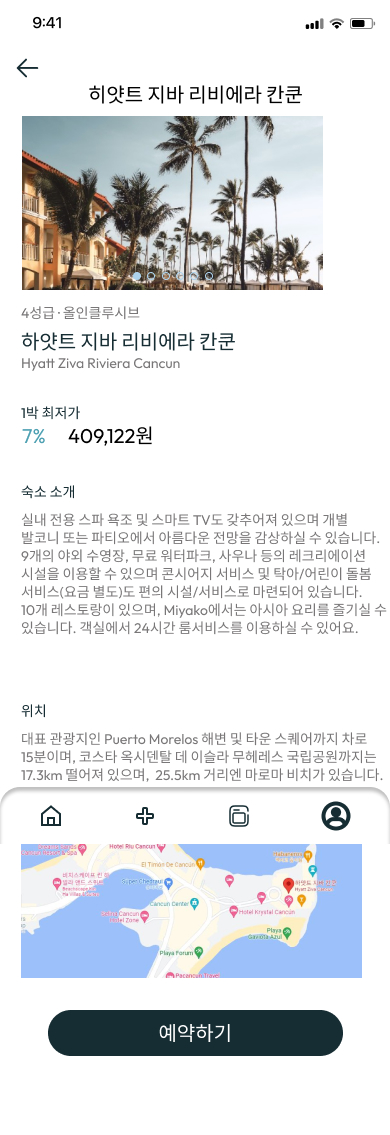 9:41
히얏트 지바 리비에라 칸쿤
4성급 · 올인클루시브
하얏트 지바 리비에라 칸쿤
Hyatt Ziva Riviera Cancun
1박 최저가
7% 409,122원
숙소 소개
실내 전용 스파 욕조 및 스마트 TV도 갖추어져 있으며 개별
발코니 또는 파티오에서 아름다운 전망을 감상하실 수 있습니다.
9개의 야외 수영장, 무료 워터파크, 사우나 등의 레크리에이션
시설을 이용할 수 있으며 콘시어지 서비스 및 탁아/어린이 돌봄
서비스(요금 별도)도 편의 시설/서비스로 마련되어 있습니다.
10개 레스토랑이 있으며, Miyako에서는 아시아 요리를 즐기실 수
있습니다. 객실에서 24시간 룸서비스를 이용하실 수 있어요.
위치
대표 관광지인 Puerto Morelos 해변 및 타운 스퀘어까지 차로
15분이며, 코스타 옥시덴탈 데 이슬라 무헤레스 국립공원까지는
17.3km 떨어져 있으며, 25.5km 거리엔 마로마 비치가 있습니다.
Hotel Riu Cancun
El Timon De Cancun
Cancun Center
Hotel Zone
Hotel Krystal Cancun
Playa
Gaviota Azul
Playa Forum
Pacancun Travel
예약하기